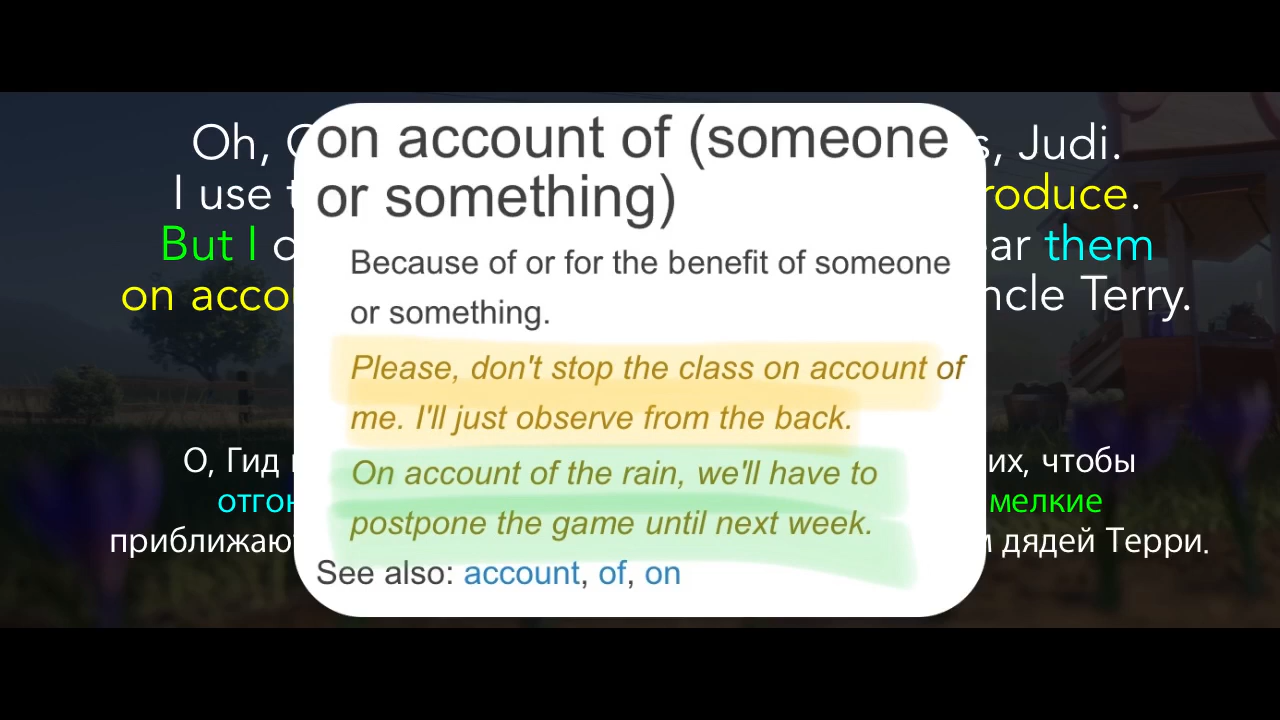 Oh, s, Judi.
I use roduce.
But I ear them
on accou ncle Terry.
on account of (someone
or something)
Because of or for the benefit of someone
or something.
Please, don't stop the class on account of
me. I'll just observe from the back.
On account of the rain, we'll have to
postpone the game until next week.
See also: account, of, on
О, Гид их, чтобы
отгон мелкие
приближаю дядей Терри.